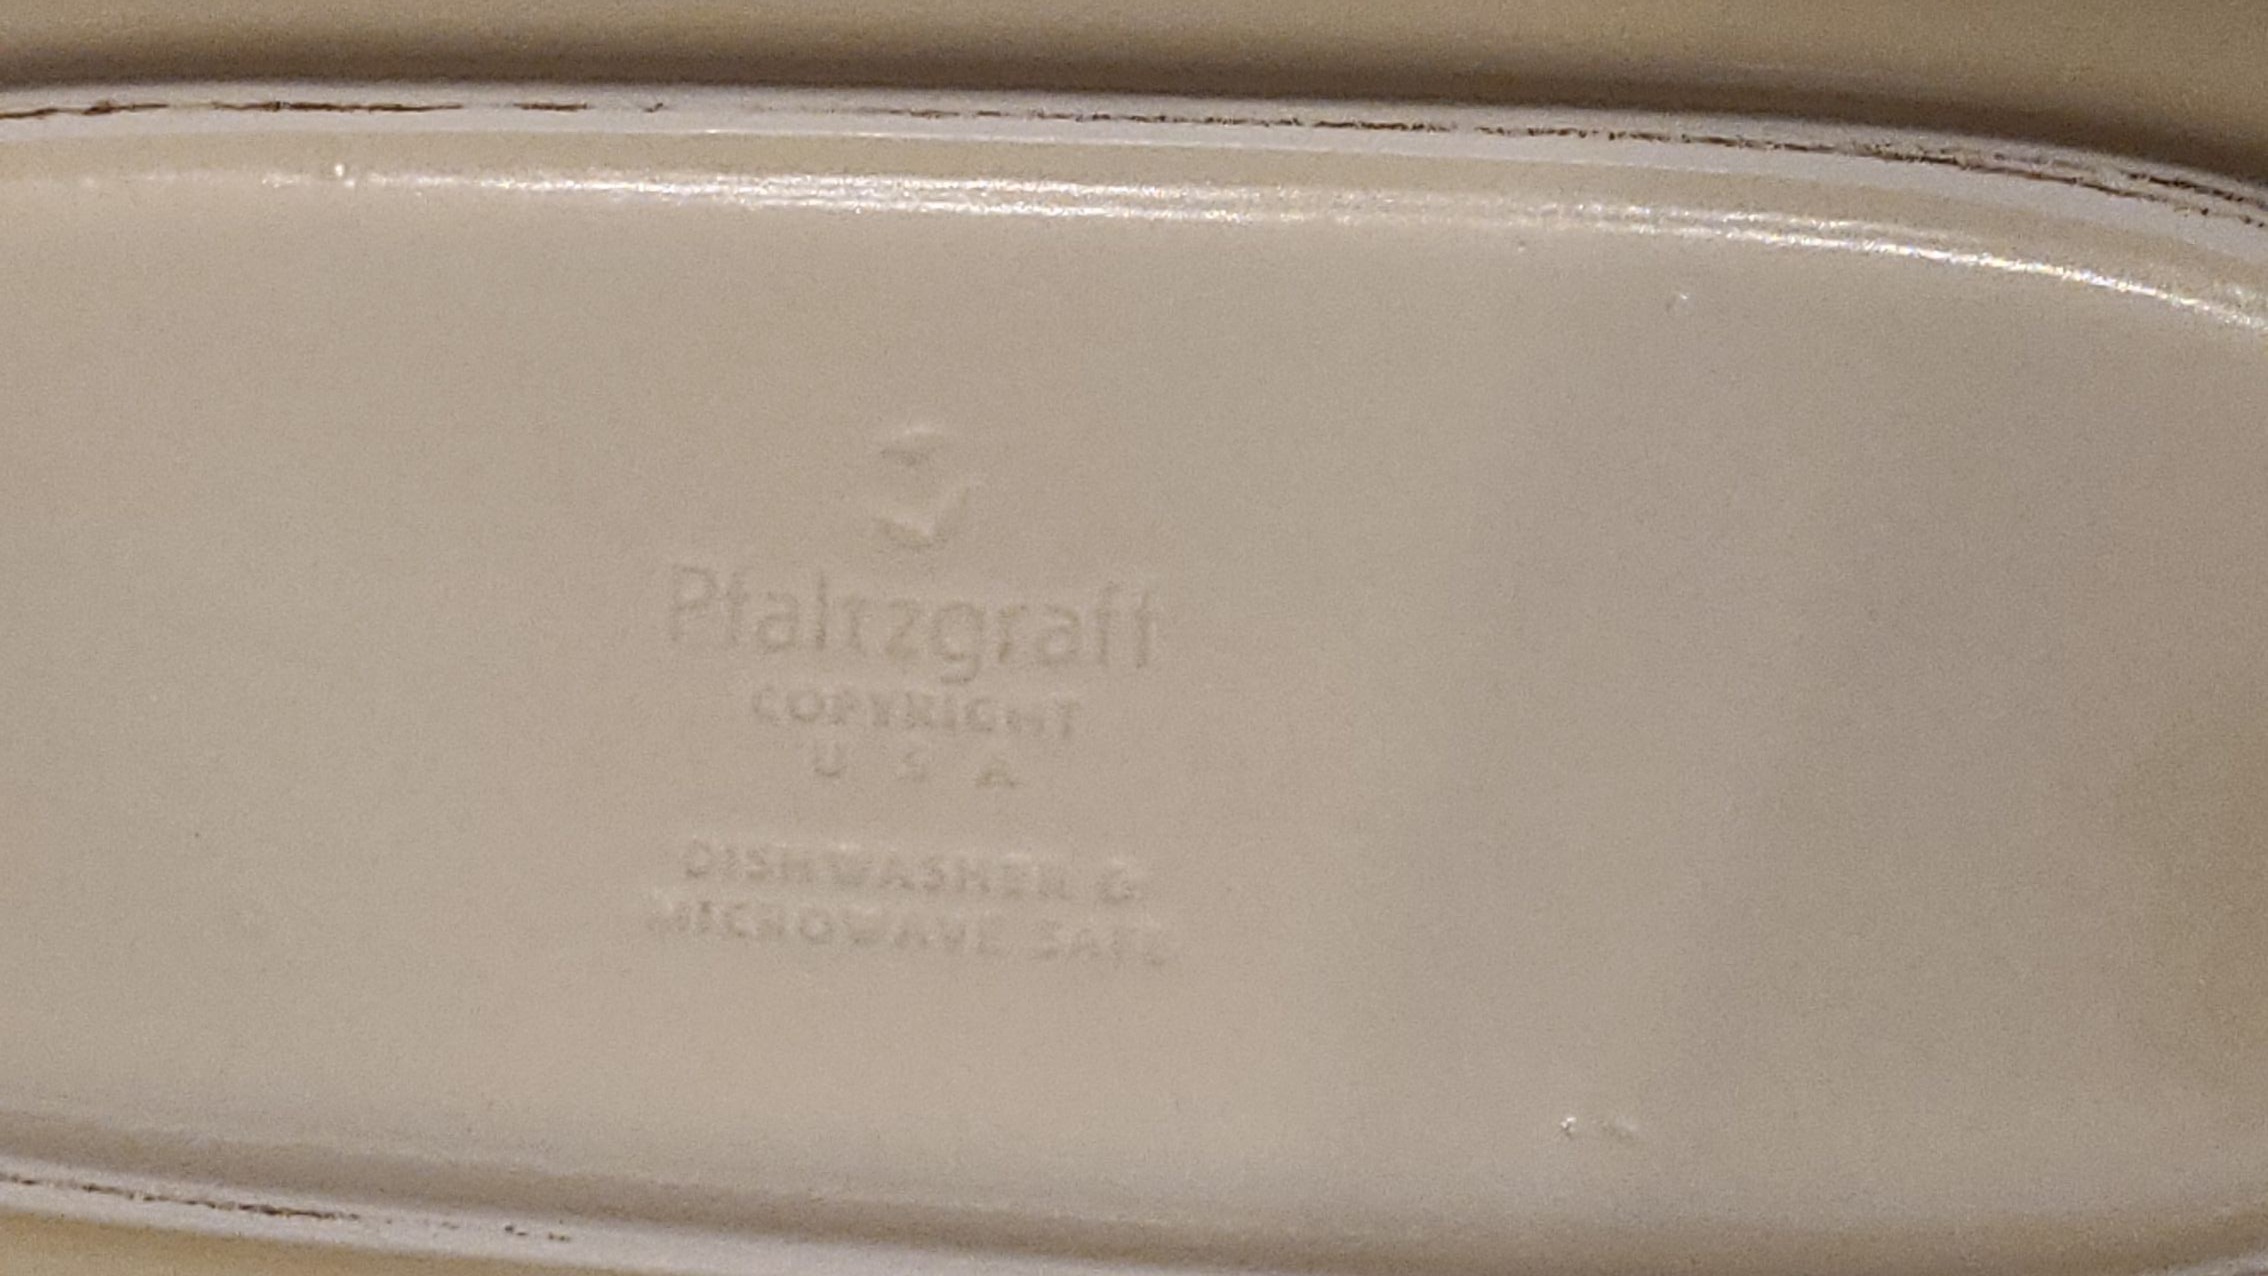 Pfaltzgraff
COPYRIGHT
U S A
DISHWASHER &
MICROWAVE SAFE